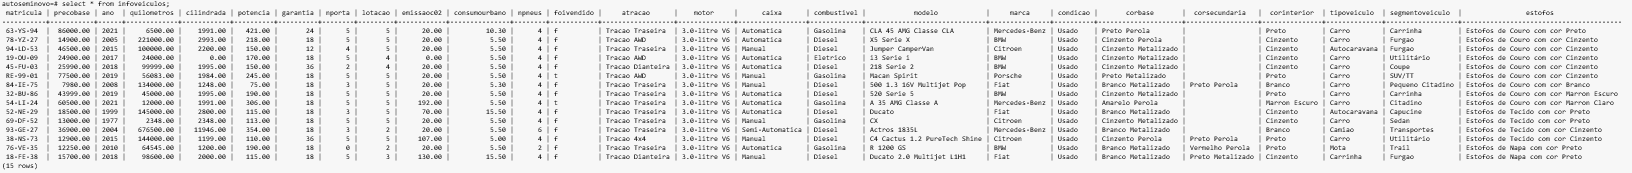 autoseminovo=# select * from infoveiculos;
matricula | precobase | ano | quilometros | cilindrada | potencia | garantia | nporta | lotacao | emissaoc02 | consumourbano | npneus | foivendido | atracao | motor | caixa | combustivel | modelo | marca | condicao | corbase | corsecundaria | corinterior | tipoveiculo | segmentoveiculo | estofos
63-YS-94 | 86000.00 | 2021 | 6500.00 | 1991.00 | 421.00 | 24 | 5 | 5 | 20.00 | 10.30 | 4 | f | Tracao Traseira | 3.0-litre V6 | Automatica | Gasolina | CLA 45 AMG Classe CLA | Mercedes-Benz | Usado | Preto Perola | | Preto | Carro | Carrinha | Estofos de Couro com cor Preto
78-YZ-27 | 14900.00 | 2005 | 221000.00 | 2993.00 | 218.00 | 18 | 5 | 5 | 20.00 | 5.50 | 4 | f | Tracao AWD | 3.0-litre V6 | Automatica | Diesel | X5 Serie X | BMW | Usado | Cinzento Perola | | Cinzento | Carro | Furgao | Estofos de Couro com cor Cinzento
94-LD-53 | 46500.00 | 2015 | 100000.00 | 2200.00 | 150.00 | 12 | 4 | 5 | 20.00 | 5.50 | 4 | f | Tracao Traseira | 3.0-litre V6 | Manual | Diesel | Jumper CamperVan | Citroen | Usado | Cinzento Metalizado | | Cinzento | Autocaravana | Furgao | Estofos de Couro com cor Cinzento
19-OU-09 | 24000.00 | 2017 | 24000.00 | 0.00 | 170.00 | 18 | 5 | 4 | 0.00 | 5.50 | 4 | f | Tracao AWD | 3.0-litre V6 | Automatica | Eletrico | i3 Serie 1 | BMW | Usado | Cinzento Metalizado | | Cinzento | Carro | Utilitário | Estofos de Couro com cor Cinzento
45-FU-03 | 25990.00 | 2018 | 99999.00 | 1995.00 | 150.00 | 36 | 2 | 4 | 20.00 | 5.50 | 4 | f | Tracao Dianteira | 3.0-litre V6 | Automatica | Diesel | 218 Serie 2 | BMW | Usado | Cinzento Metalizado | | Cinzento | Carro | Coupe | Estofos de Couro com cor Cinzento
RE-99-01 | 77500.00 | 2019 | 56083.00 | 1984.00 | 245.00 | 18 | 5 | 5 | 20.00 | 5.50 | 4 | t | Tracao AWD | 3.0-litre V6 | Manual | Gasolina | Macan Spirit | Porsche | Usado | Preto Metalizado | | Cinzento | Carro | SUV/TT | Estofos de Couro com cor Cinzento
84-IE-75 | 7980.00 | 2008 | 134000.00 | 1248.00 | 75.00 | 18 | 3 | 5 | 20.00 | 5.50 | 4 | f | Tracao Traseira | 3.0-litre V6 | Manual | Diesel | 500 1.3 16V Multijet Pop | Fiat | Usado | Branco Metalizado | Preto Perola | Branco | Carro | Pequeno Citadino | Estofos de Couro com cor Branco
32-BU-86 | 43999.00 | 2019 | 45000.00 | 1995.00 | 190.00 | 18 | 5 | 5 | 20.00 | 5.50 | 4 | f | Tracao Traseira | 3.0-litre V6 | Automatica | Diesel | 520 Serie 5 | BMW | Usado | Cinzento Metalizado | | Marron Escuro | Carro | Carrinha | Estofos de Couro com cor Marron Escuro
54-LI-24 | 60500.00 | 2021 | 12000.00 | 1991.00 | 306.00 | 18 | 5 | 5 | 192.00 | 5.50 | 4 | t | Tracao Traseira | 3.0-litre V6 | Automatica | Gasolina | A 35 AMG Classe A | Mercedes-Benz | Usado | Amarelo Perola | | Marron Escuro | Carro | Citadino | Estofos de Couro com cor Marron Claro
52-NE-29 | 18500.00 | 1999 | 145000.00 | 2800.00 | 115.00 | 18 | 3 | 5 | 20.00 | 5.50 | 4 | f | Tracao Traseira | 3.0-litre V6 | Manual | Diesel | Ducato | Fiat | Usado | Branco Metalizado | | Cinzento | Autocaravana | Capucine | Estofos de Tecido com cor Cinzento
69-DF-52 | 13000.00 | 1977 | 2348.00 | 2348.00 | 113.00 | 18 | 5 | 5 | 20.00 | 5.50 | 4 | f | Tracao Traseira | 3.0-litre V6 | Manual | Gasolina | CX | Citroen | Usado | Cinzento Metalizado | | Cinzento | Carro | Sedan | Estofos de Tecido com cor Preto
93-GE-27 | 36900.00 | 2004 | 676500.00 | 11946.00 | 354.00 | 18 | 3 | 2 | 20.00 | 5.50 | 6 | f | Tracao Traseira | 3.0-litre V6 | Semi-Automatica | Diesel | Actros 1835L | Mercedes-Benz | Usado | Branco Metalizado | | Branco | Camiao | Transportes | Estofos de Tecido com cor Cinzento
38-NS-73 | 12900.00 | 2015 | 144000.00 | 1199.00 | 110.00 | 36 | 5 | 5 | 107.00 | 5.00 | 4 | f | Tracao 4x4 | 3.0-litre V6 | Manual | Gasolina | C4 Cactus 1.2 PureTech Shine | Citroen | Usado | Cinzento Perola | Preto Perola | Preto | Carro | Utilitário | Estofos de Tecido com cor Cinzento
76-VE-35 | 12250.00 | 2010 | 64545.00 | 1200.00 | 190.00 | 18 | 0 | 2 | 20.00 | 5.50 | 2 | f | Tracao Traseira | 3.0-litre V6 | Automatica | Gasolina | R 1200 GS | BMW | Usado | Branco Metalizado | Vermelho Perola | Preto | Mota | Trail | Estofos de Napa com cor Preto
18-FE-38 | 15700.00 | 2018 | 98600.00 | 2000.00 | 115.00 | 18 | 5 | 3 | 130.00 | 15.50 | 4 | f | Tracao Dianteira | 3.0-litre V6 | Manual | Diesel | Ducato 2.0 Multijet L1H1 | Fiat | Usado | Branco Metalizado | Preto Metalizado | Cinzento | Carrinha | Furgao | Estofos de Napa com cor Preto
(15 rows)